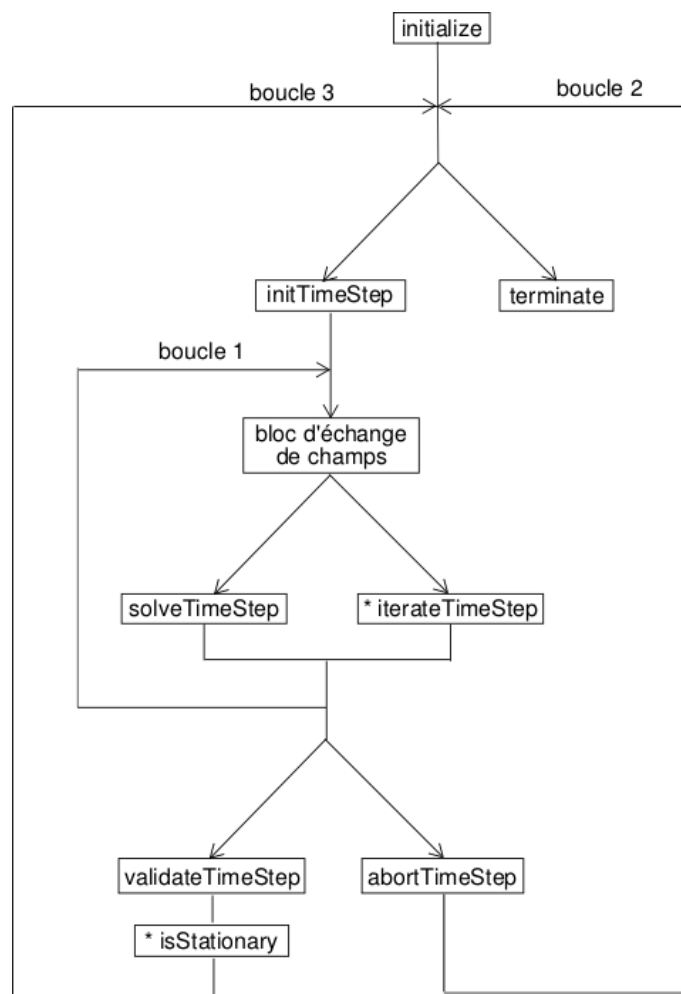 initialize
boucle 3
boucle 2
initTimeStep
terminate
boucle 1
bloc d'échange
de champs
solveTimeStep
* iterateTimeStep
validateTimeStep
abortTimeStep
* isStationary